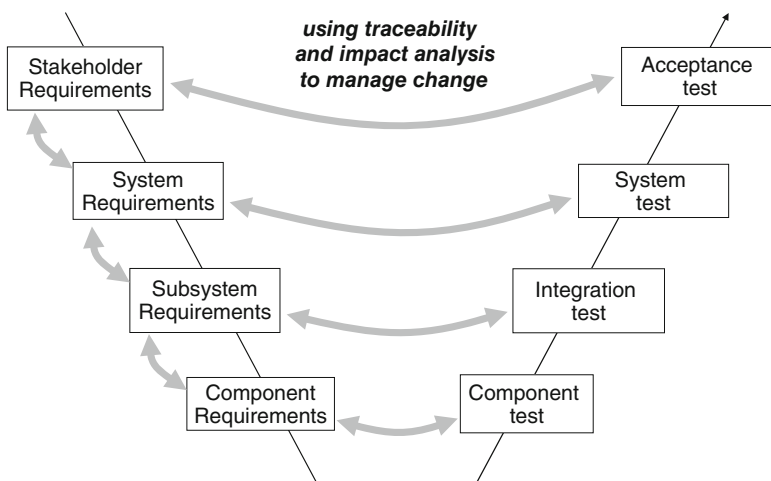 using traceability
and impact analysis
to manage change
Stakeholder
Requirements
Acceptance
test
System
Requirements
System
test
Subsystem
Requirements
Integration
test
Component
Requirements
Component
test